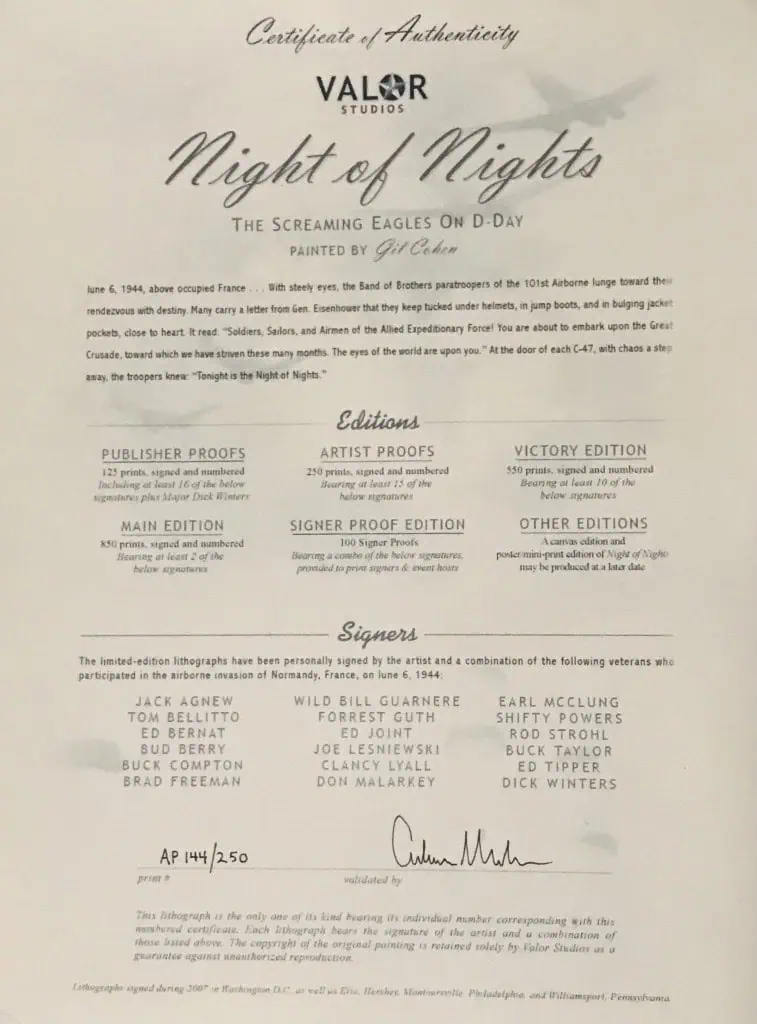 Certificate of Authenticity
VALOR
STUDIOS
Night of Nights
THE SCREAMING EAGLES ON D-DAY
PAINTED BY Gil Cohen
June 6, 1944, above occupied France . . . With steely eyes, the Band of Brothers paratroopers of the 101st Airborne lunge toward their
rendezvous with destiny. Many carry a letter from Gen. Eisenhower that they keep tucked under helmets, in jump boots, and in bulging jacket
pockets, close to heart. It read. "Soldiers, Sailors, and Airmen of the Allied Expeditionary Force! You are about to embark upon the Great
Crusade, toward which we have striven these many months. The eyes of the world are upon you." At the door of each C-47, with chaos a step
away, the troopers knew: "Tonight is the Night of Nights."
Editions
PUBLISHER PROOFS
125 prints, signed and numbered
Including at least 16 of the below
signatures plus Major Dick Winters
ARTIST PROOFS
250 prints, signed and numbered
Bearing at least 15 of the
below signatures
VICTORY EDITION
550 prints, signed and numbered
Bearing at least 10 of the
below signatures
MAIN EDITION
850 prints, signed and numbered
Bearing at least 2 of the
below signatures
SIGNER PROOF EDITION
100 Signer Proofs
Bearing a combo of the below signatures,
provided to print signers & event hosts
OTHER EDITIONS
A canvas edition and
poster/mini-print edition of Night of Nights
may be produced at a later date
Signers
The limited-edition lithographs have been personally signed by the artist and a combination of the following veterans who
participated in the airborne invasion of Normandy, France, on June 6, 1944:
JACK AGNEW
TOM BELLITTO
ED BERNAT
BUD BERRY
BUCK COMPTON
BRAD FREEMAN
WILD BILL GUARNERE
FORREST GUTH
ED JOINT
JOE LESNIEWSKI
CLANCY LYALL
DON MALARKEY
EARL MCCLUNG
SHIFTY POWERS
ROD STROHL
BUCK TAYLOR
ED TIPPER
DICK WINTERS
AP 144/250
print #
validated by
This lithograph is the only one of its kind bearing its individual number corresponding with this
numbered certificate. Each lithograph bears the signature of the artist and a combination of
those listed above. The copyright of the original painting is retained solely by Valor Studios as a
guarantee against unauthorized reproduction.
Lithographs signed during 2007 in Washington D.C. as well as Erie, Hershey, Montoursville, Philadelphia, and Williamsport, Pennsylvania.